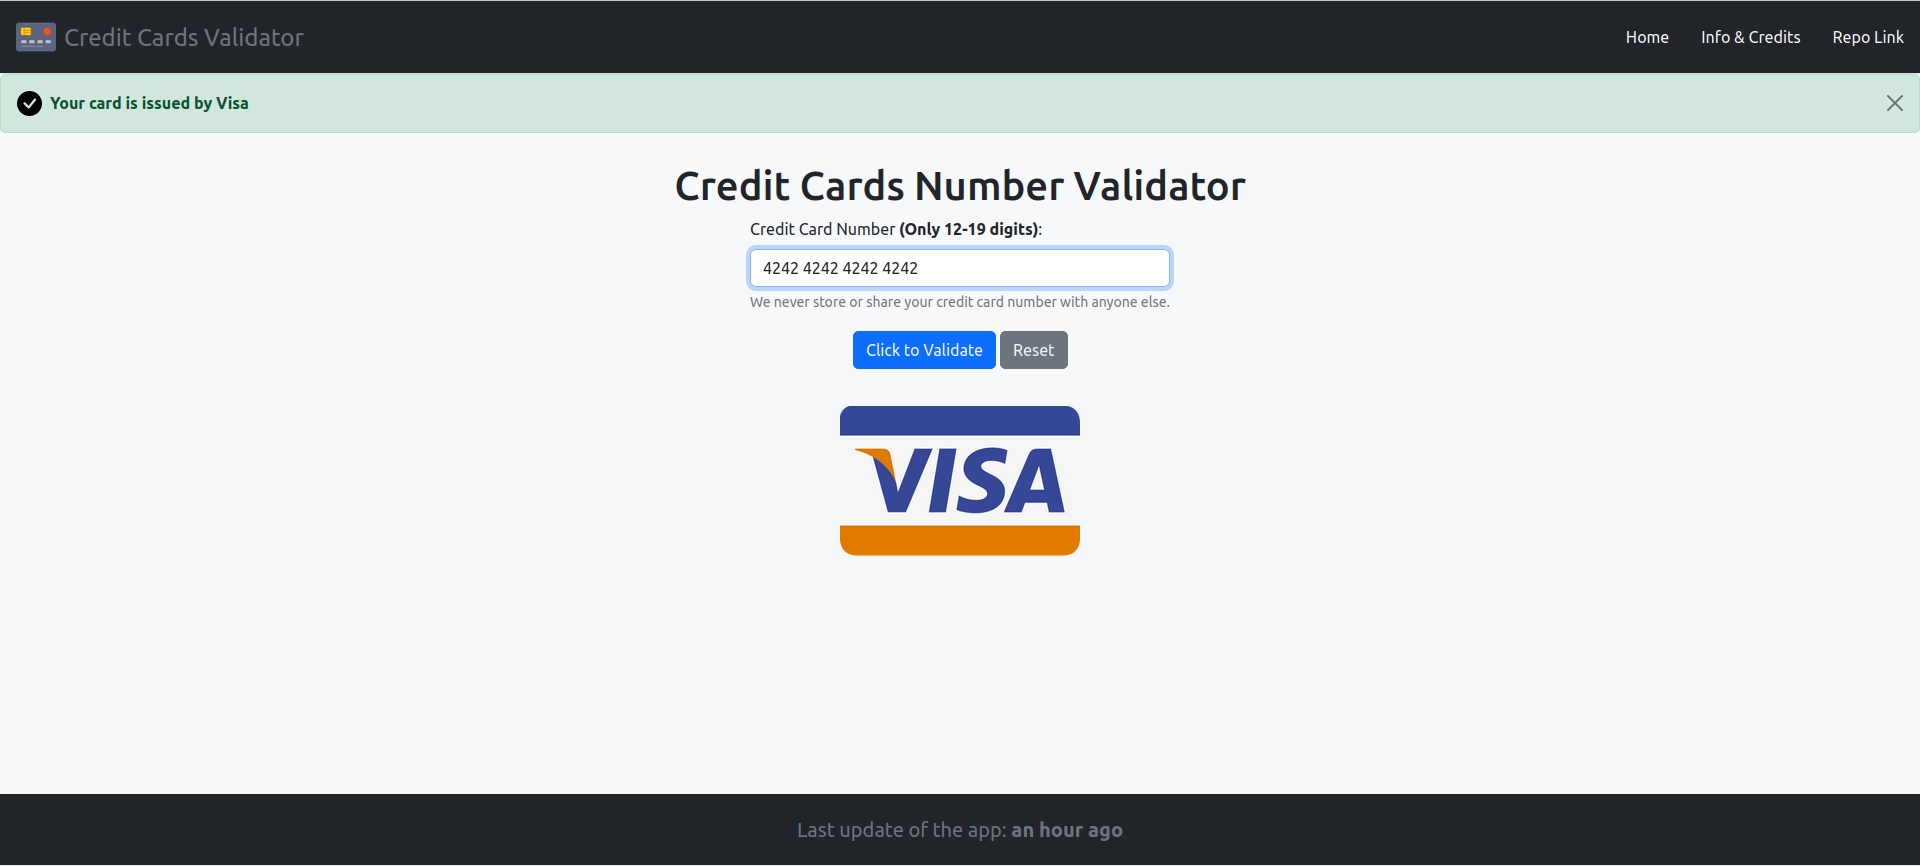 Credit Cards Validator
Home Info & Credits Repo Link
Your card is issued by Visa
Credit Cards Number Validator
Credit Card Number (Only 12-19 digits):
4242 4242 4242 4242
We never store or share your credit card number with anyone else.
Click to Validate Reset
VISA
Last update of the app: an hour ago